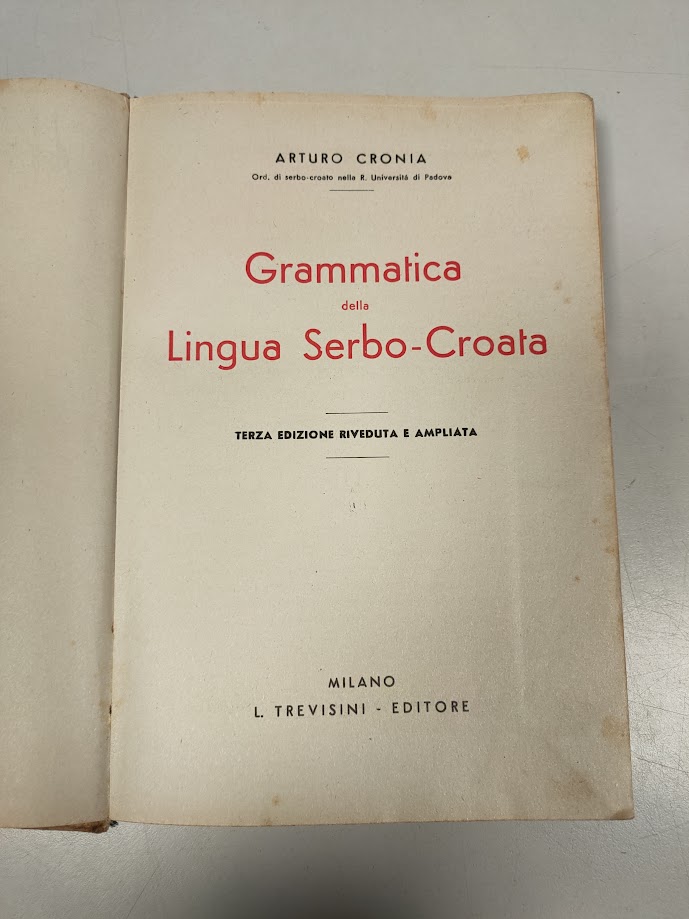 ARTURO CRONIA
Ord. di serbo-croato nella R. Università di Padova
Grammatica
della
Lingua Serbo-Croata
TERZA EDIZIONE RIVEDUTA E AMPLIATA
MILANO
L. TREVISINI - EDITORE